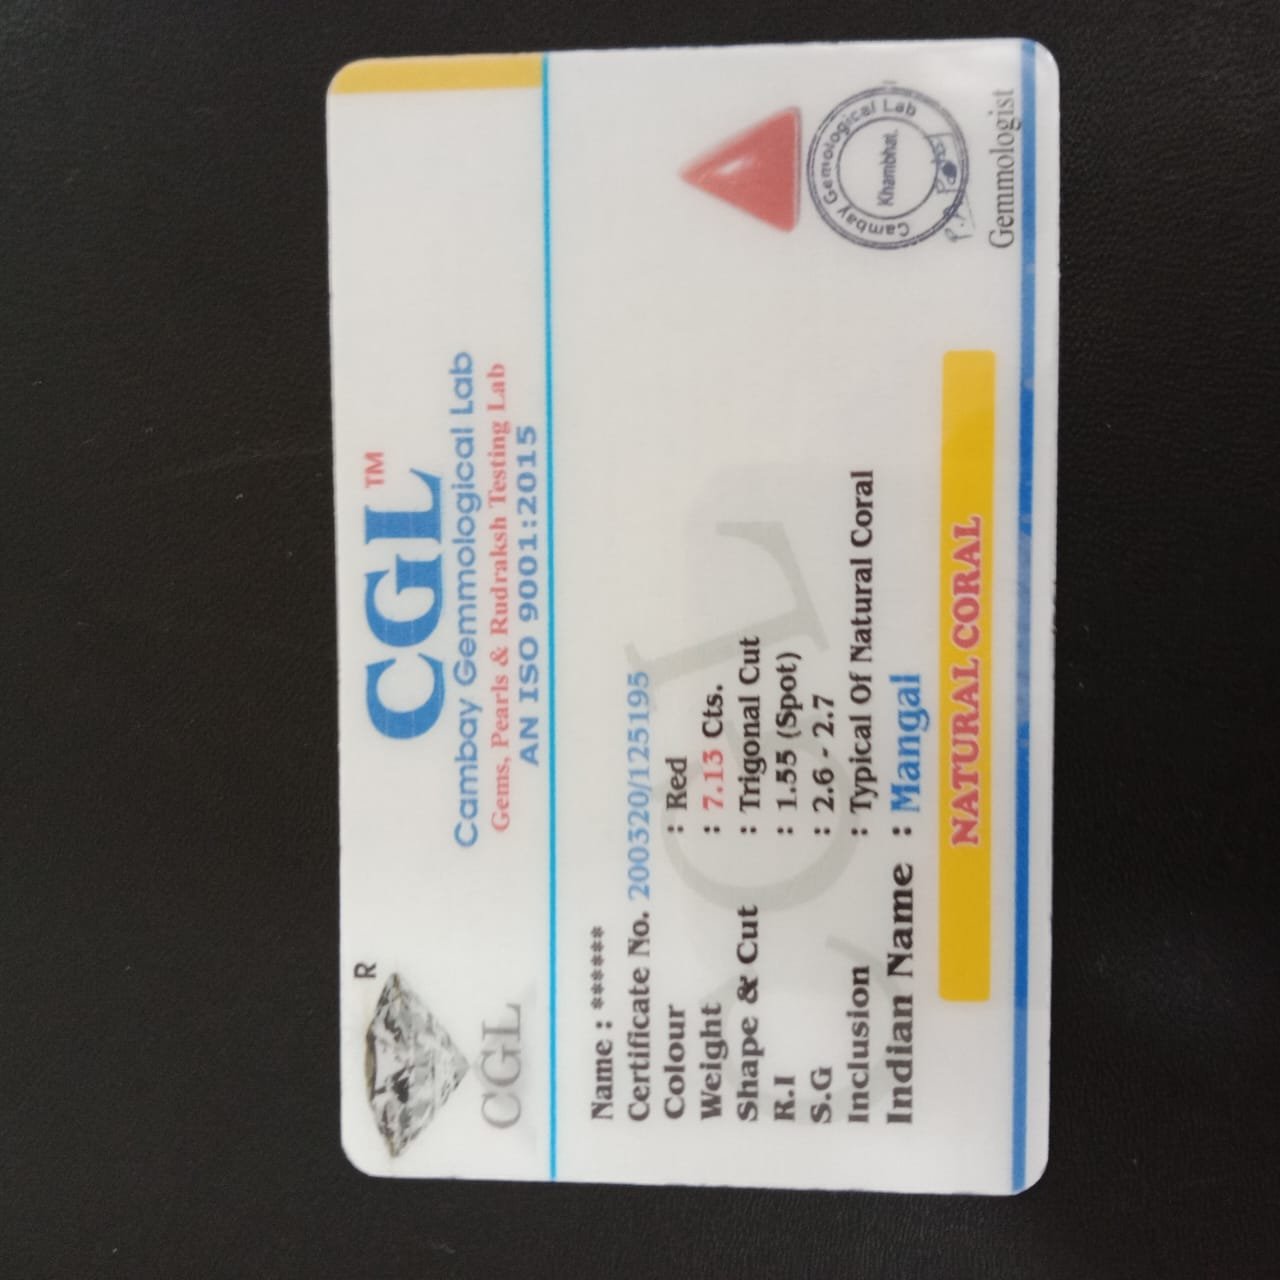 R
CGL
CGL™
Cambay Gemmological Lab
Gems, Pearls & Rudraksh Testing Lab
AN ISO 9001:2015
Name : ******
Certificate No. 200320/125195
Colour : Red
Weight : 7.13 Cts.
Shape & Cut : Trigonal Cut
R.I : 1.55 (Spot)
S.G : 2.6 - 2.7
Inclusion : Typical Of Natural Coral
Indian Name : Mangal
NATURAL CORAL
Cambay Gemological Lab
Khambhat.
Gemmologist
CGL